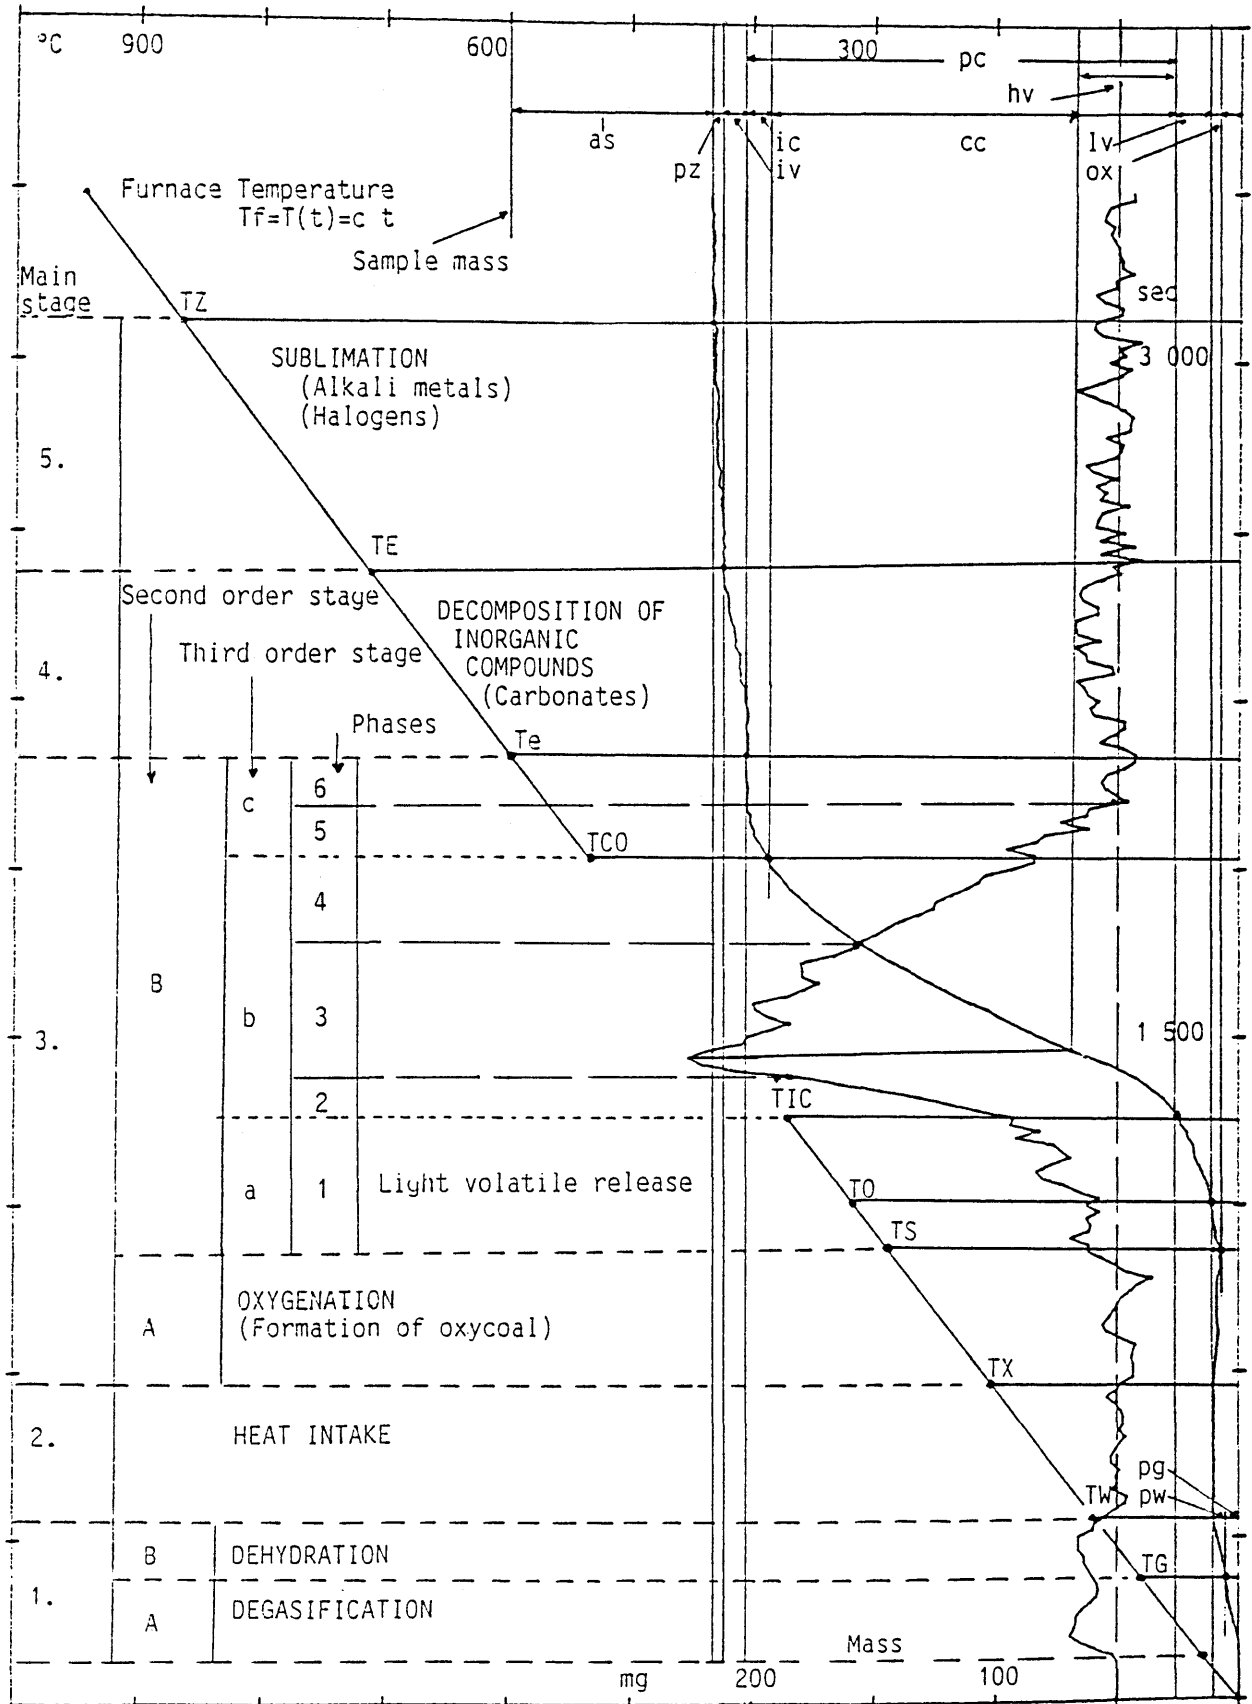 °C 900 600 300 pc
hv
as ic cc lv
pz iv ox
Furnace Temperature
Tf=T(t)=c t
Sample mass
Main
stage
TZ
sec
SUBLIMATION
(Alkali metals)
(Halogens)
3 000
5.
TE
Second order stage
DECOMPOSITION OF
INORGANIC
COMPOUNDS
(Carbonates)
Third order stage
4.
Phases
Te
c 6
5
TCO
4
B
b 3
3.
1 500
2
TIC
a 1 Light volatile release
TO
TS
OXYGENATION
(Formation of oxycoal)
A
TX
2. HEAT INTAKE
pg
TW pw
B DEHYDRATION
TG
1.
A DEGASIFICATION
Mass
mg 200 100